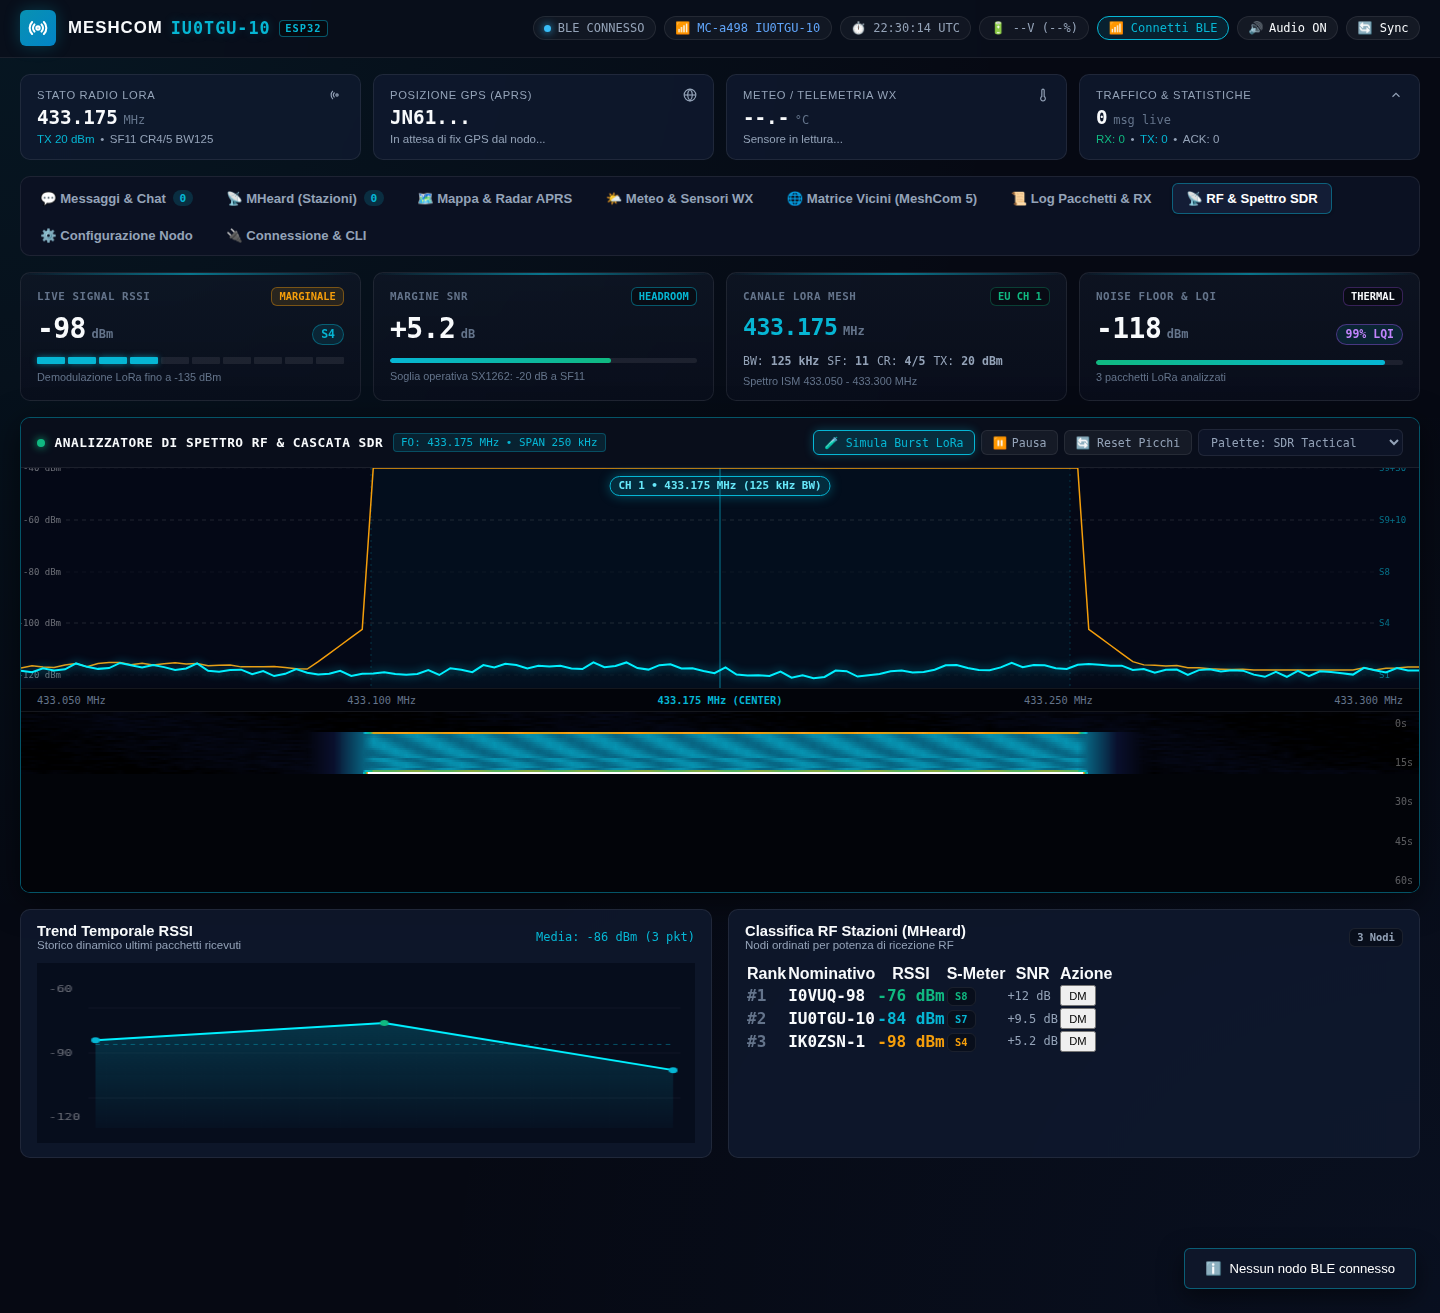 MESHCOM IU0TGU-10 ESP32
BLE CONNESSO
MC-a498 IU0TGU-10
22:30:14 UTC
--V (--%)
Connetti BLE
Audio ON
Sync
STATO RADIO LORA
433.175 MHz
TX 20 dBm • SF11 CR4/5 BW125
POSIZIONE GPS (APRS)
JN61...
In attesa di fix GPS dal nodo...
METEO / TELEMETRIA WX
--.- °C
Sensore in lettura...
TRAFFICO & STATISTICHE
0 msg live
RX: 0 • TX: 0 • ACK: 0
Messaggi & Chat 0
MHeard (Stazioni) 0
Mappa & Radar APRS
Meteo & Sensori WX
Matrice Vicini (MeshCom 5)
Log Pacchetti & RX
RF & Spettro SDR
Configurazione Nodo
Connessione & CLI
LIVE SIGNAL RSSI MARGINALE
-98 dBm S4
Demodulazione LoRa fino a -135 dBm
MARGINE SNR HEADROOM
+5.2 dB
Soglia operativa SX1262: -20 dB a SF11
CANALE LORA MESH EU CH 1
433.175 MHz
BW: 125 kHz SF: 11 CR: 4/5 TX: 20 dBm
Spettro ISM 433.050 - 433.300 MHz
NOISE FLOOR & LQI THERMAL
-118 dBm 99% LQI
3 pacchetti LoRa analizzati
ANALIZZATORE DI SPETTRO RF & CASCATA SDR FO: 433.175 MHz • SPAN 250 kHz
Simula Burst LoRa
Pausa
Reset Picchi
Palette: SDR Tactical
-40 dBm S9+30
CH 1 • 433.175 MHz (125 kHz BW)
-60 dBm S9+10
-80 dBm S8
100 dBm S4
120 dBm S1
433.050 MHz 433.100 MHz 433.175 MHz (CENTER) 433.250 MHz 433.300 MHz
0s
15s
30s
45s
60s
Trend Temporale RSSI
Storico dinamico ultimi pacchetti ricevuti
Media: -86 dBm (3 pkt)
-60
-90
-120
Classifica RF Stazioni (MHeard)
Nodi ordinati per potenza di ricezione RF
3 Nodi
Rank Nominativo RSSI S-Meter SNR Azione
#1 I0VUQ-98 -76 dBm S8 +12 dB DM
#2 IU0TGU-10 -84 dBm S7 +9.5 dB DM
#3 IK0ZSN-1 -98 dBm S4 +5.2 dB DM
Nessun nodo BLE connesso